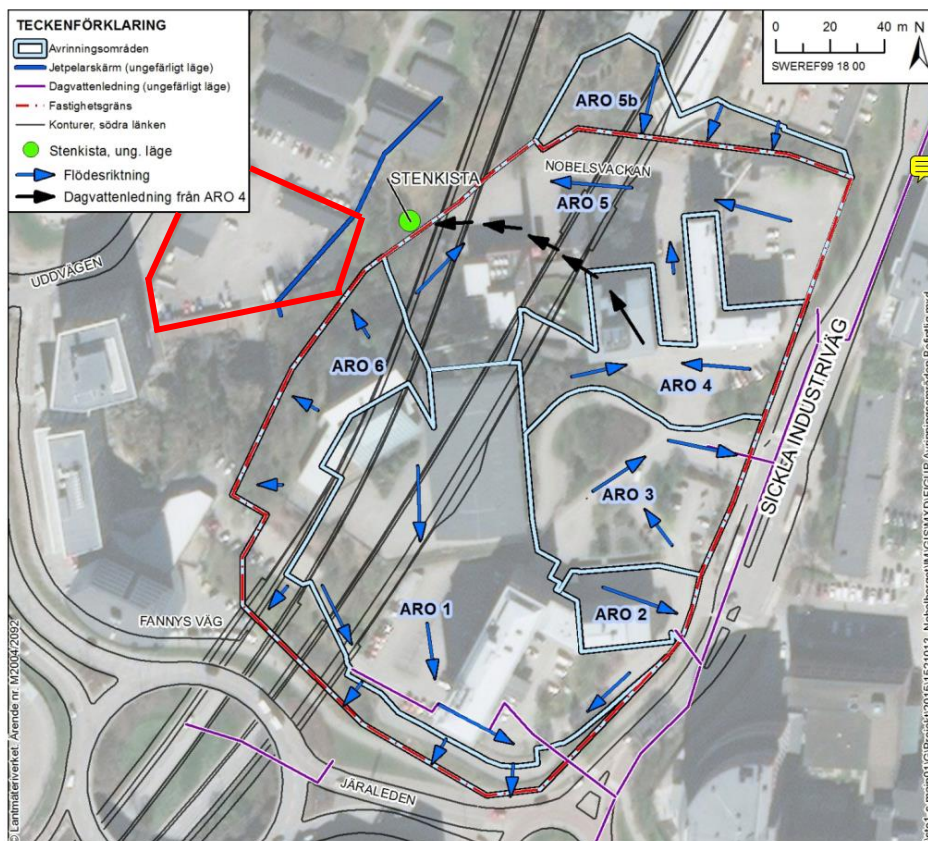 TECKENFÖRKLARING
Avrinningsområden
Jetpelarskärm (ungefärligt läge)
Dagvattenledning (ungefärligt läge)
Fastighetsgräns
Konturer, södra länken
Stenkista, ung. läge
Flödesriktning
Dagvattenledning från ARO 4
0 20 40 m
N
SWEREF99 18 00
ARO 5b
NOBELSVACKAN
STENKISTA
ARO 5
UDDVÄGEN
ARO 6
ARO 4
SICKLA INDUSTRIVÄG
ARO 3
ARO 1
ARO 2
FANNYS VÄG
JÄRALEDEN
© Lantmäteriverket. Ärende nr: M2004/2092